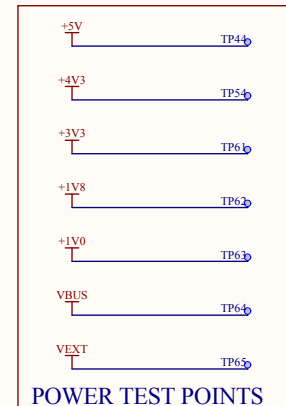 +5V TP44
+4V3 TP54
+3V3 TP61
+1V8 TP62
+1V0 TP63
VBUS TP64
VEXT TP65
POWER TEST POINTS